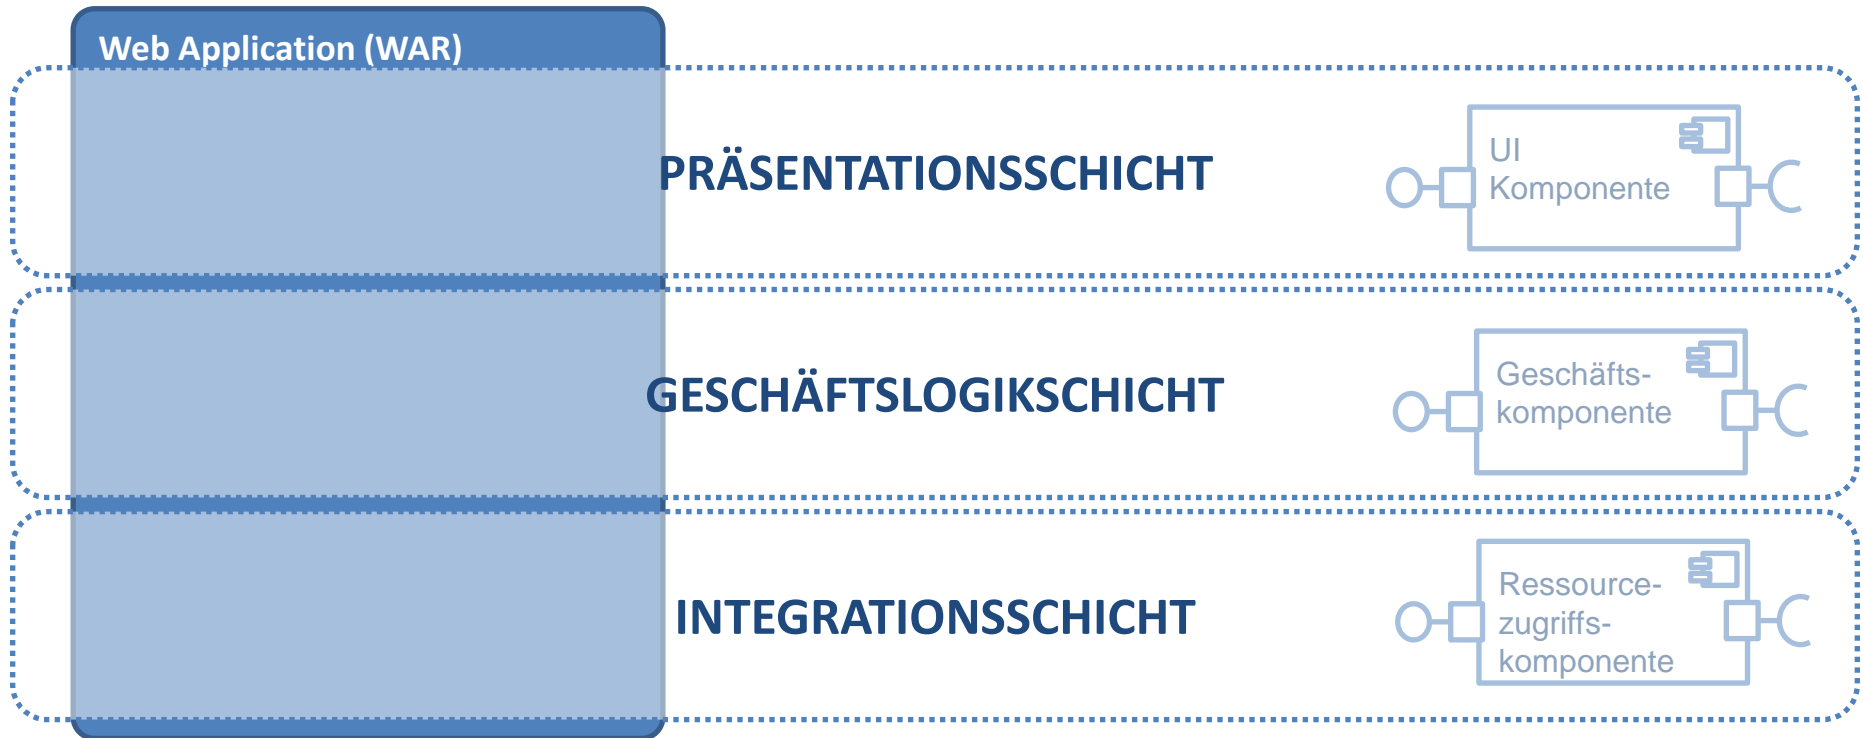 Web Application (WAR)
PRÄSENTATIONSSCHICHT
UI
Komponente
GESCHÄFTSLOGIKSCHICHT
Geschäfts-
komponente
INTEGRATIONSSCHICHT
Ressource-
zugriffs-
komponente